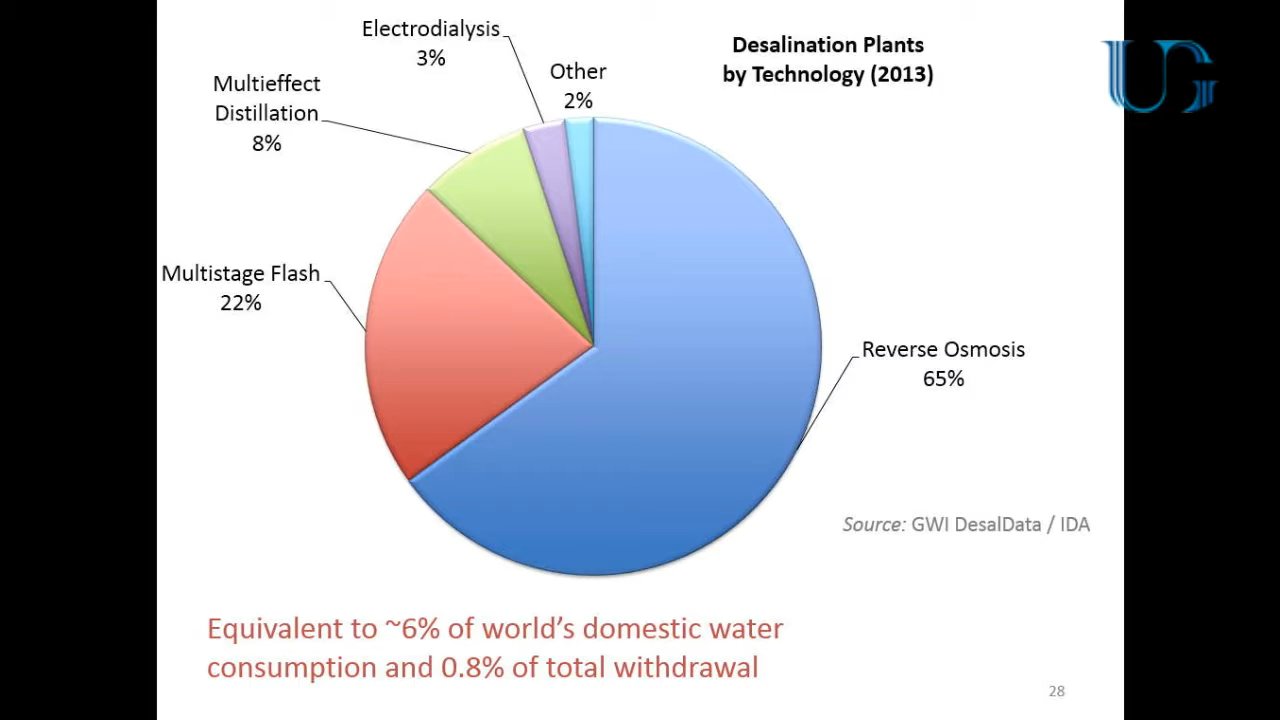 Electrodialysis
3%
Desalination Plants
by Technology (2013)
UG
Other
2%
Multieffect
Distillation
8%
Multistage Flash
22%
Reverse Osmosis
65%
Source: GWI DesalData / IDA
Equivalent to ~6% of world’s domestic water
consumption and 0.8% of total withdrawal
28